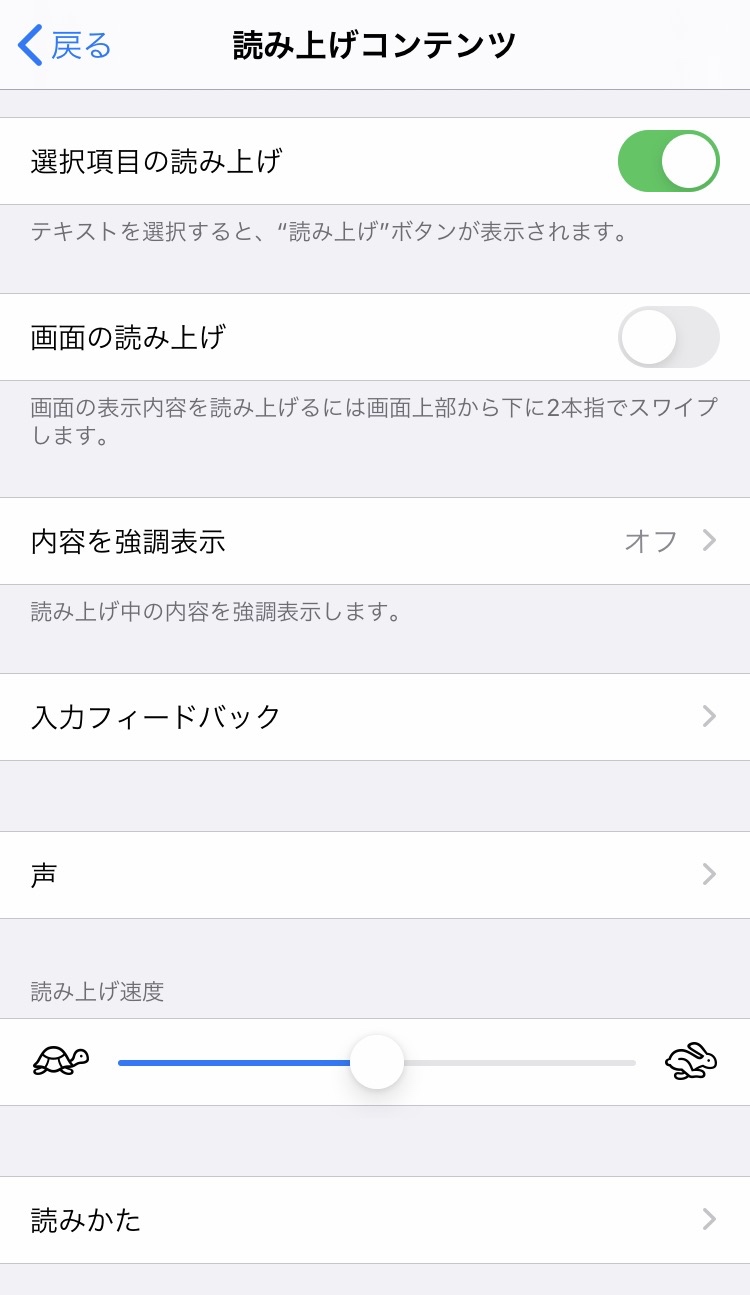 戻る
読み上げコンテンツ
選択項目の読み上げ
テキストを選択すると、“読み上げ”ボタンが表示されます。
画面の読み上げ
画面の表示内容を読み上げるには画面上部から下に2本指でスワイプ
します。
内容を強調表示 オフ
読み上げ中の内容を強調表示します。
入力フィードバック
声
読み上げ速度
読みかた